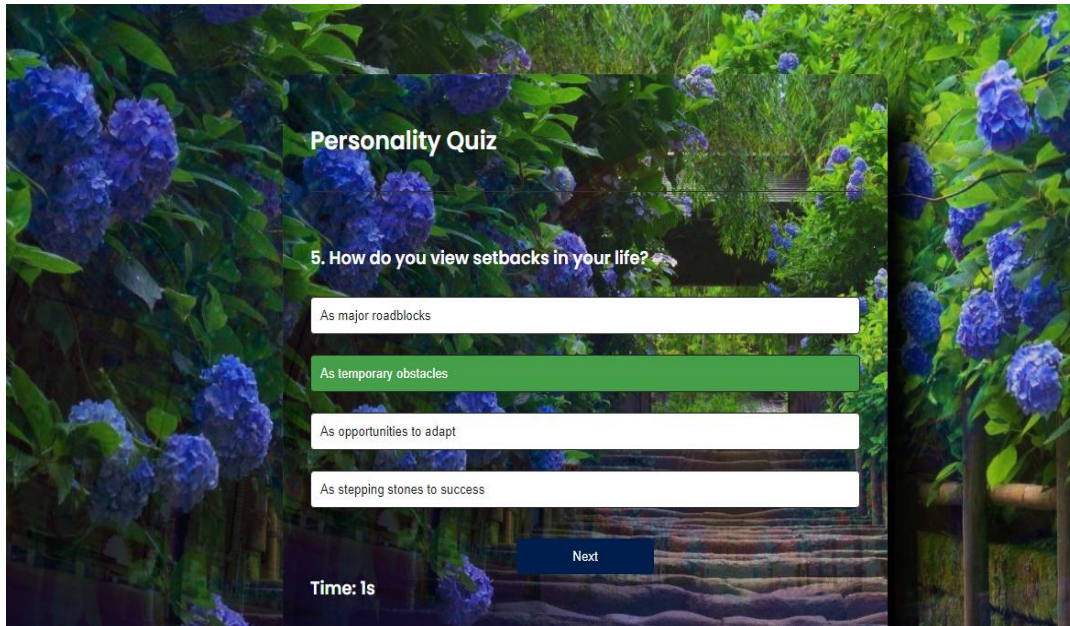 Personality Quiz
5. How do you view setbacks in your life?
As major roadblocks
As temporary obstacles
As opportunities to adapt
As stepping stones to success
Next
Time: 1s